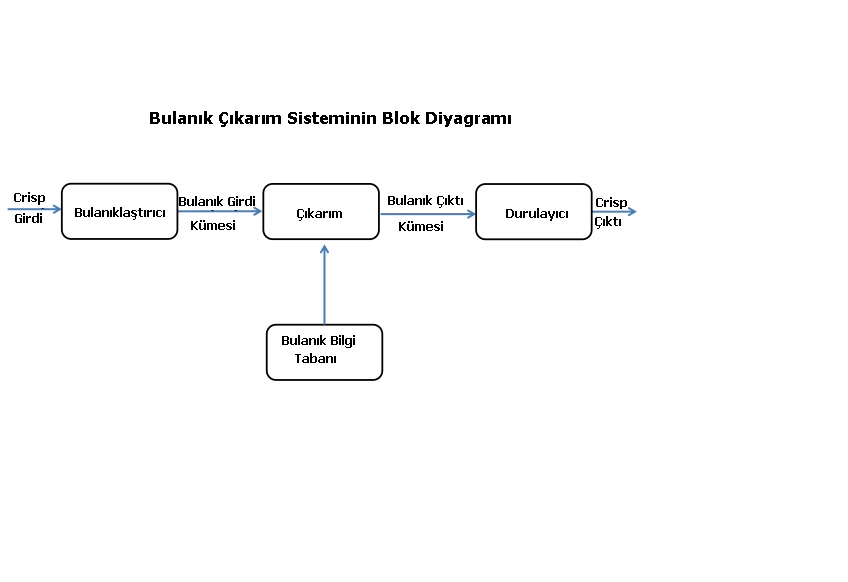 Bulanık Çıkarım Sisteminin Blok Diyagramı
Crisp
Girdi
Bulanıklaştırıcı
Bulanık Girdi
Kümesi
Çıkarım
Bulanık Çıktı
Kümesi
Durulayıcı
Crisp
Çıktı
Bulanık Bilgi
Tabanı